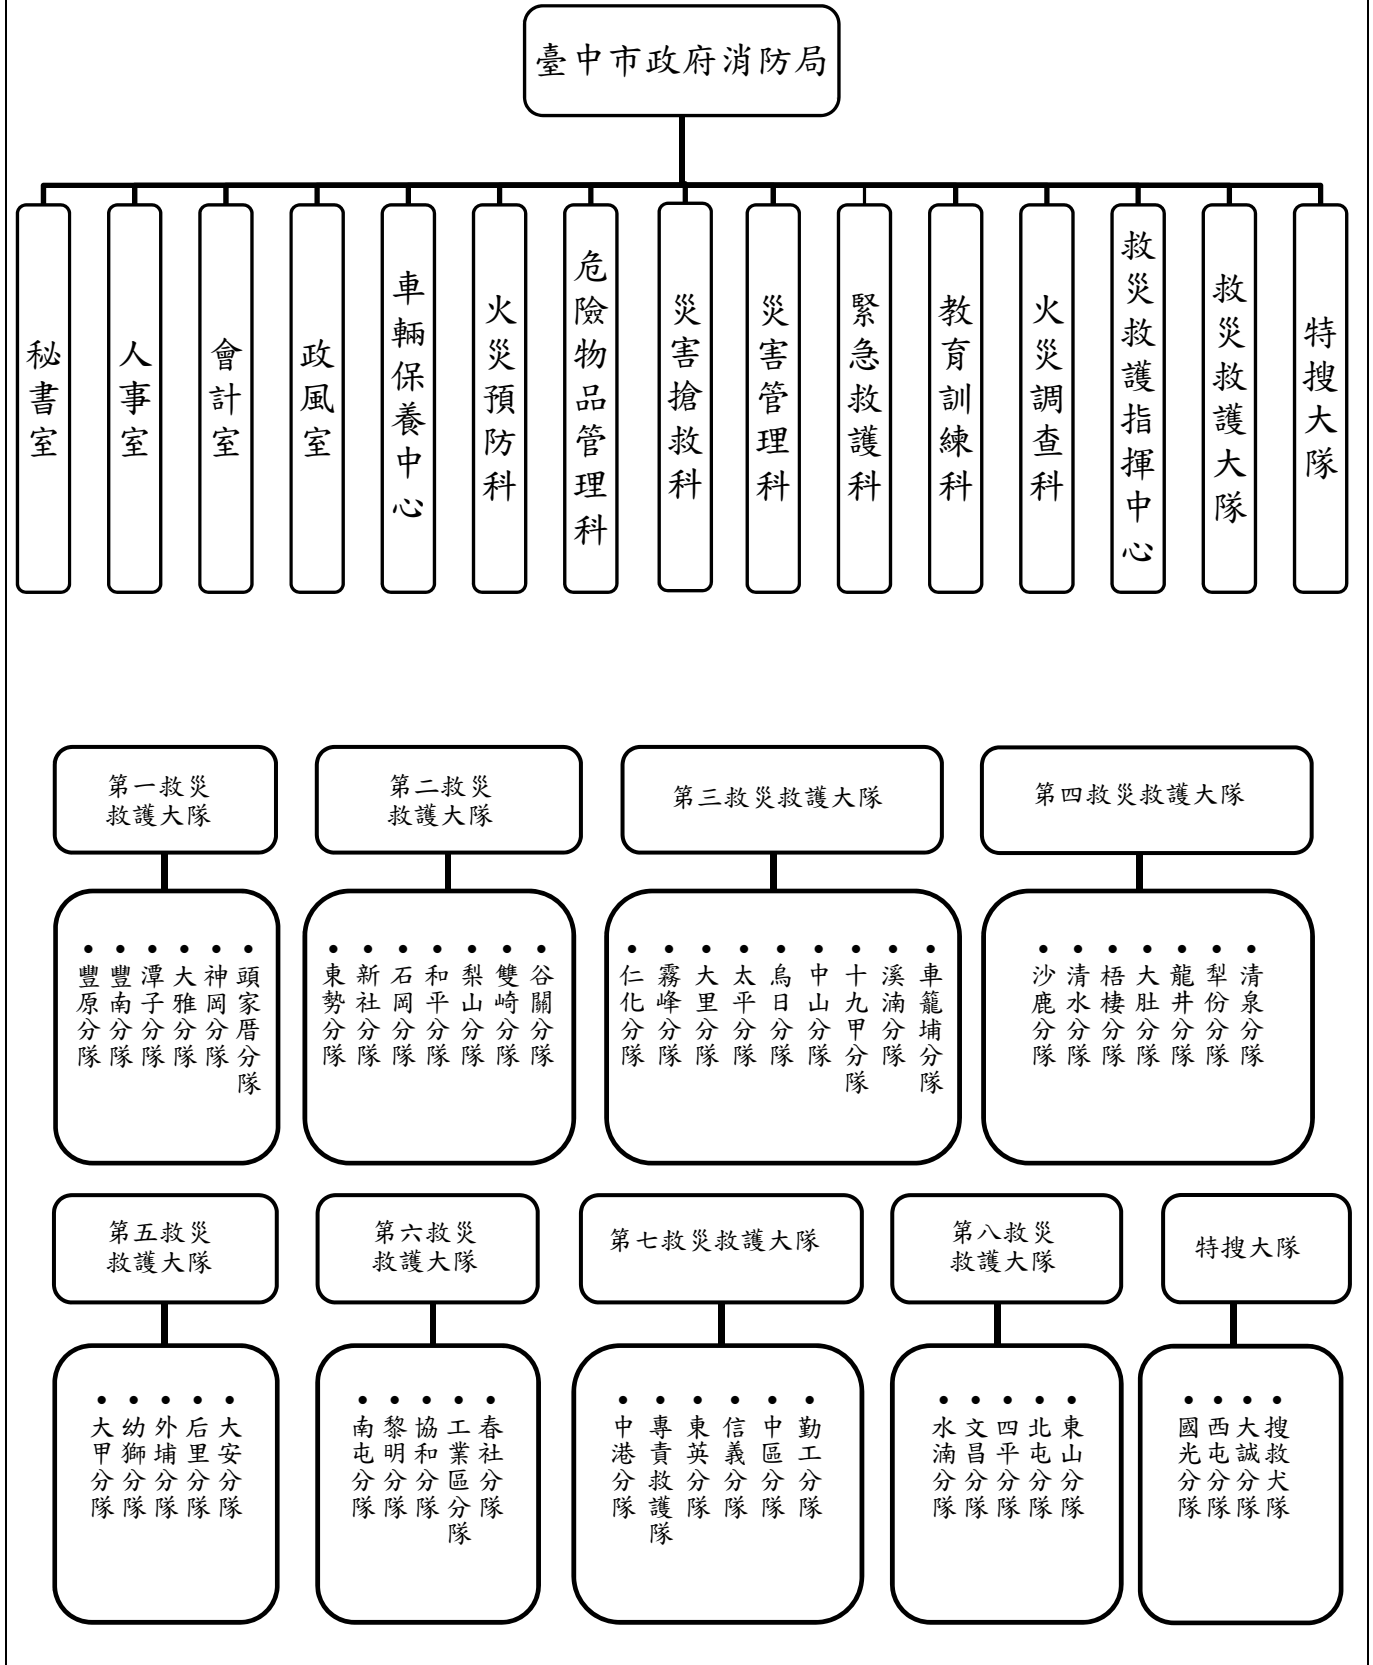 臺中市政府消防局
秘書室
人事室
會計室
政風室
車輛保養中心
火災預防科
危險物品管理科
災害搶救科
災害管理科
緊急救護科
教育訓練科
火災調查科
救災救護指揮中心
救災救護大隊
特搜大隊
第一救災
救護大隊
• 豐原分隊
• 豐南分隊
• 潭子分隊
• 大雅分隊
• 神岡分隊
• 頭家厝分隊
第二救災
救護大隊
• 東勢分隊
• 新社分隊
• 石岡分隊
• 和平分隊
• 梨山分隊
• 雙崎分隊
• 谷關分隊
第三救災救護大隊
• 仁化分隊
• 霧峰分隊
• 大里分隊
• 太平分隊
• 烏日分隊
• 中山分隊
• 十九甲分隊
• 溪湳分隊
• 車籠埔分隊
第四救災救護大隊
• 沙鹿分隊
• 清水分隊
• 梧棲分隊
• 大肚分隊
• 龍井分隊
• 犁份分隊
• 清泉分隊
第五救災
救護大隊
• 大甲分隊
• 幼獅分隊
• 外埔分隊
• 后里分隊
• 大安分隊
第六救災
救護大隊
• 南屯分隊
• 黎明分隊
• 協和分隊
• 工業區分隊
• 春社分隊
第七救災救護大隊
• 中港分隊
• 專責救護隊
• 東英分隊
• 信義分隊
• 中區分隊
• 勤工分隊
第八救災
救護大隊
• 水湳分隊
• 文昌分隊
• 四平分隊
• 北屯分隊
• 東山分隊
特搜大隊
• 國光分隊
• 西屯分隊
• 大誠分隊
• 搜救犬隊